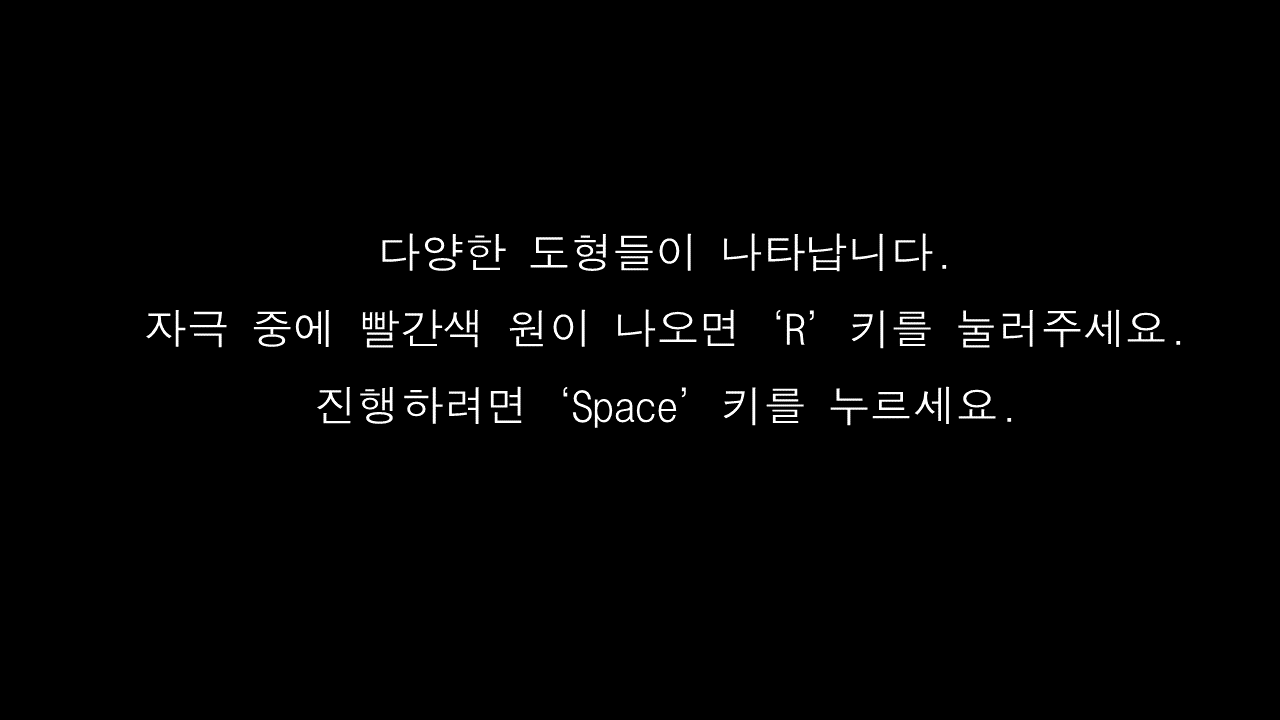 다양한 도형들이 나타납니다.
자극 중에 빨간색 원이 나오면 ‘R’ 키를 눌러주세요.
진행하려면 ‘Space’ 키를 누르세요.